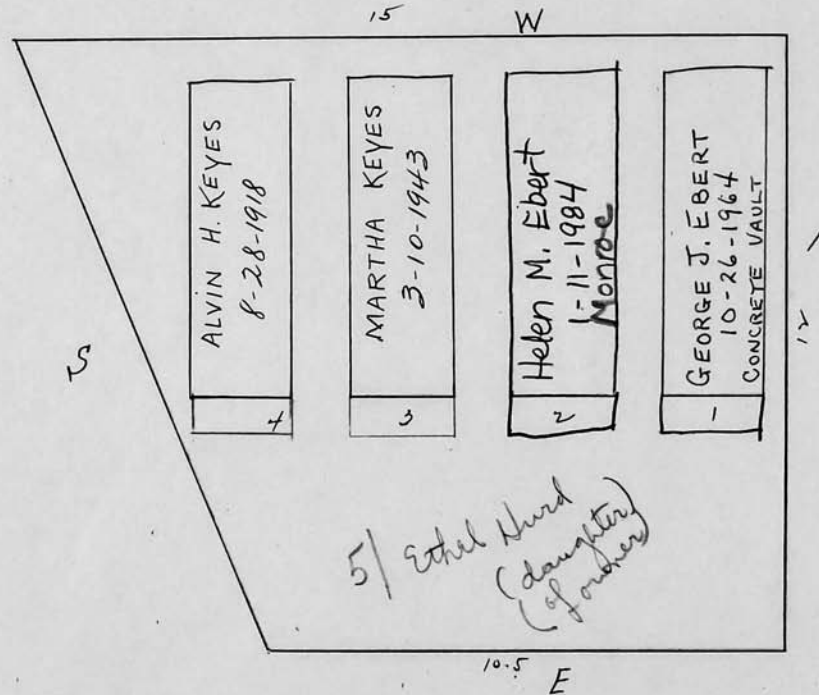 15
W
ALVIN H. KEYES
8-28-1918
MARTHA KEYES
3-10-1943
Helen M. Ebert
1-11-1984
Monroe
GEORGE J. EBERT
10-26-1964
CONCRETE VAULT
S
12
4
3
2
1
5/ Ethel Hurd
(daughter)
(of owner)
10.5
E